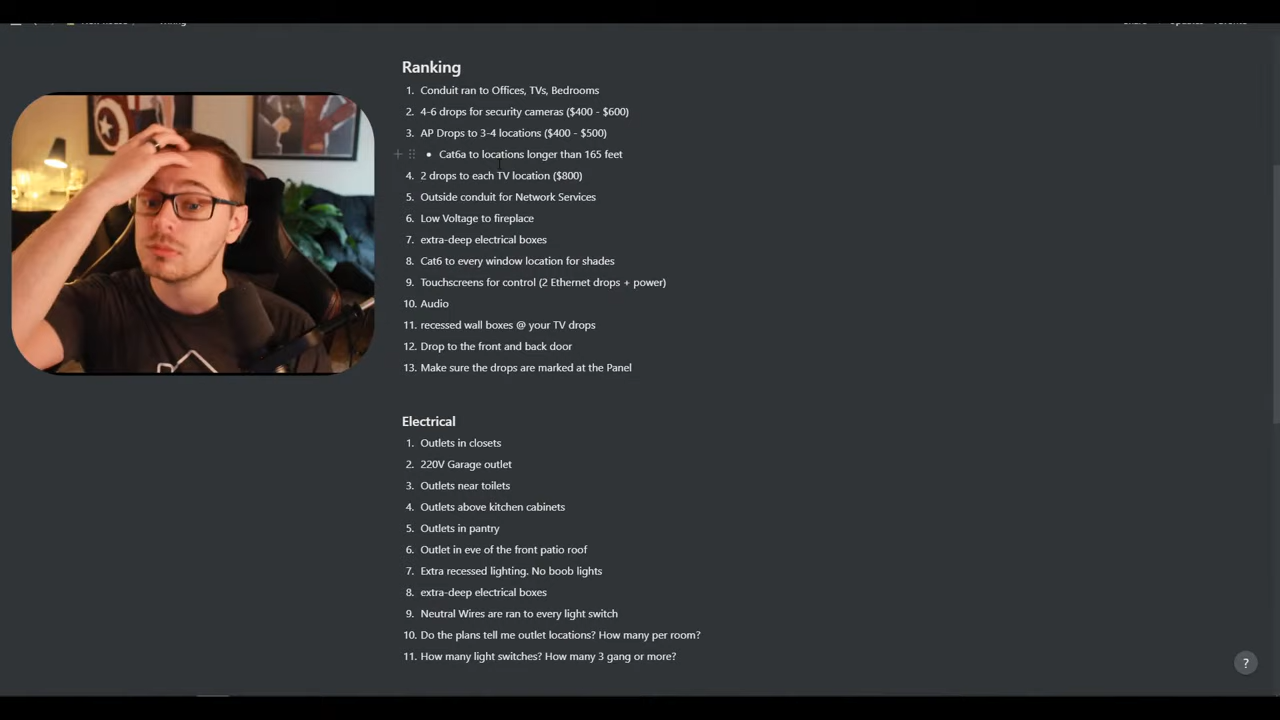 Ranking
1. Conduit ran to Offices, TVs, Bedrooms
2. 4-6 drops for security cameras ($400 - $600)
3. AP Drops to 3-4 locations ($400 - $500)
• Cat6a to locations longer than 165 feet
4. 2 drops to each TV location ($800)
5. Outside conduit for Network Services
6. Low Voltage to fireplace
7. extra-deep electrical boxes
8. Cat6 to every window location for shades
9. Touchscreens for control (2 Ethernet drops + power)
10. Audio
11. recessed wall boxes @ your TV drops
12. Drop to the front and back door
13. Make sure the drops are marked at the Panel
Electrical
1. Outlets in closets
2. 220V Garage outlet
3. Outlets near toilets
4. Outlets above kitchen cabinets
5. Outlets in pantry
6. Outlet in eve of the front patio roof
7. Extra recessed lighting. No boob lights
8. extra-deep electrical boxes
9. Neutral Wires are ran to every light switch
10. Do the plans tell me outlet locations? How many per room?
11. How many light switches? How many 3 gang or more?
?